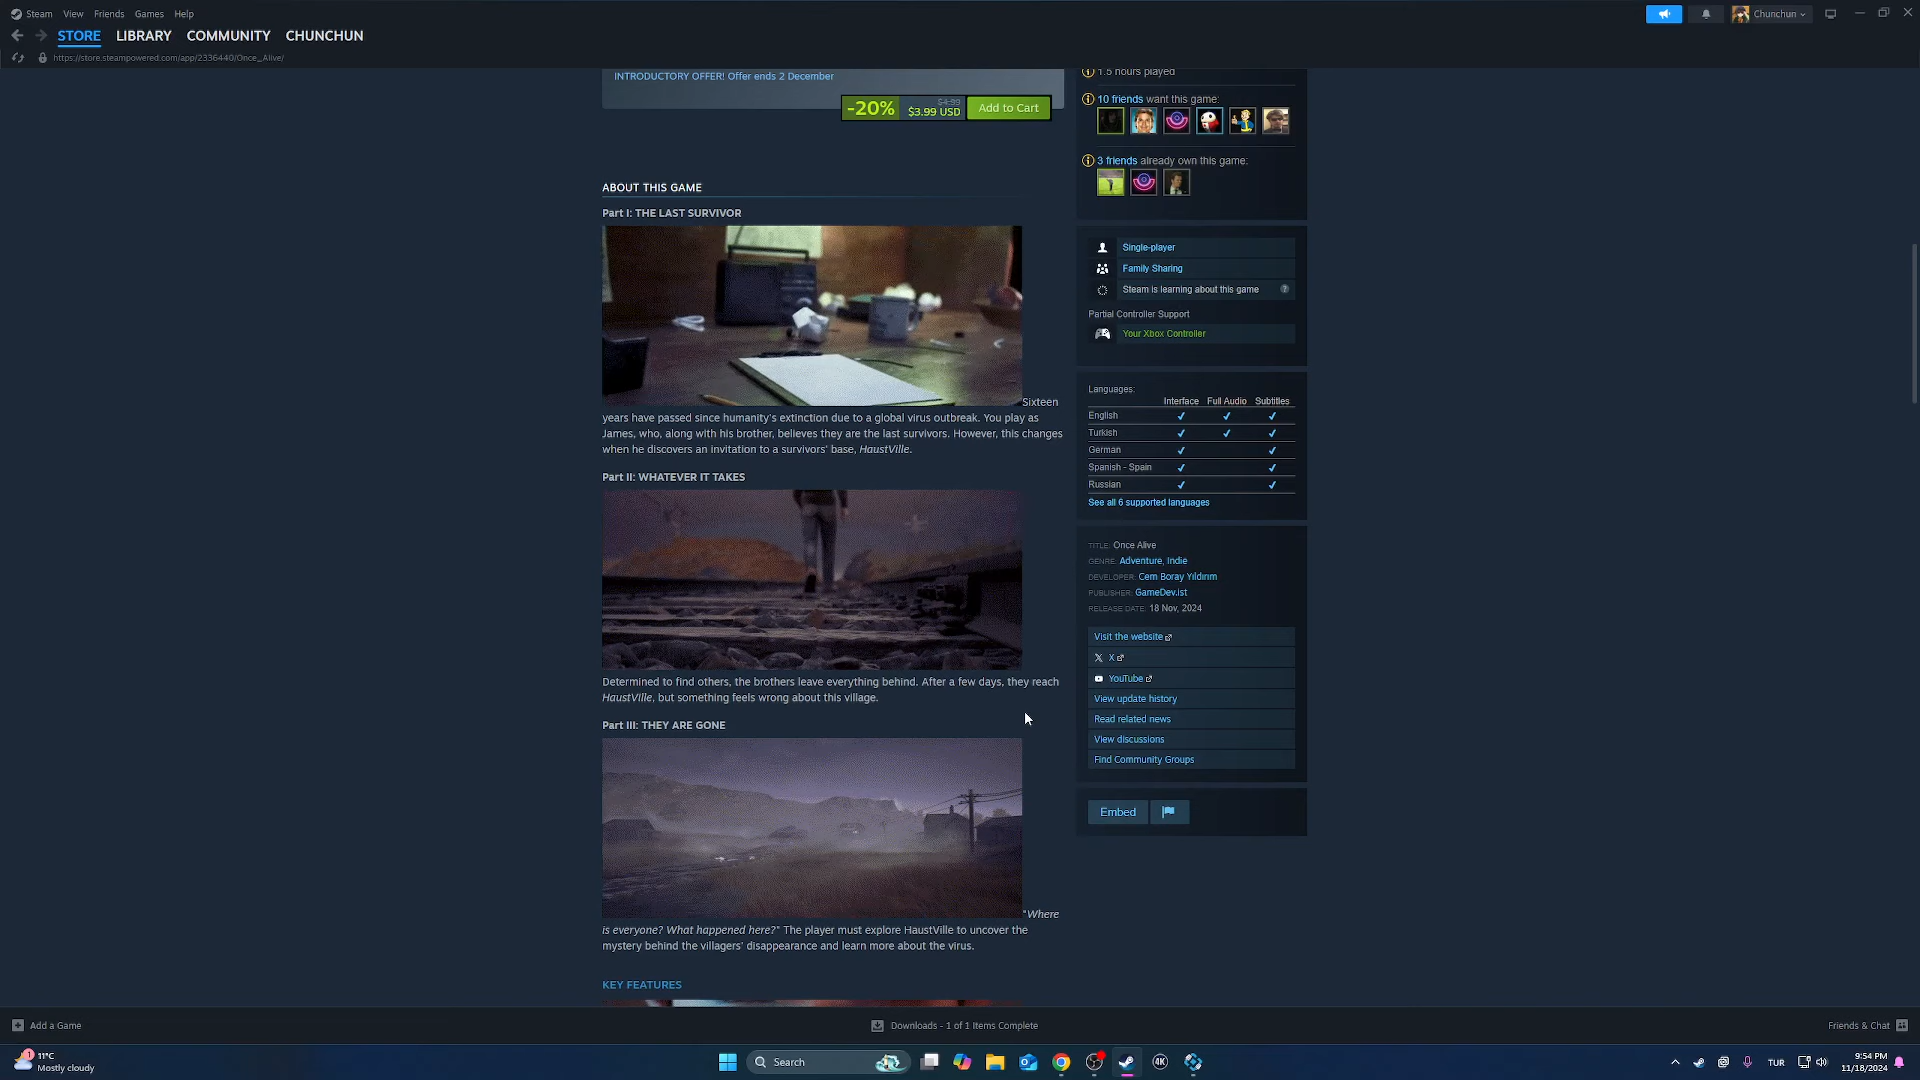 Steam View Friends Games Help
Chunchun
STORE LIBRARY COMMUNITY CHUNCHUN
https://store.steampowered.com/app/2336440/Once_Alive/
INTRODUCTORY OFFER! Offer ends 2 December
-20% $4.99 $3.99 USD Add to Cart
ABOUT THIS GAME
Part I: THE LAST SURVIVOR
Sixteen
years have passed since humanity's extinction due to a global virus outbreak. You play as
James, who, along with his brother, believes they are the last survivors. However, this changes
when he discovers an invitation to a survivors' base, HaustVille.
Part II: WHATEVER IT TAKES
Determined to find others, the brothers leave everything behind. After a few days, they reach
HaustVille, but something feels wrong about this village.
Part III: THEY ARE GONE
"Where
is everyone? What happened here?" The player must explore HaustVille to uncover the
mystery behind the villagers' disappearance and learn more about the virus.
KEY FEATURES
1.5 hours played
10 friends want this game:
3 friends already own this game:
Single-player
Family Sharing
Steam is learning about this game ?
Partial Controller Support
Your Xbox Controller
Languages:
Interface Full Audio Subtitles
English ✓ ✓ ✓
Turkish ✓ ✓ ✓
German ✓ ✓
Spanish - Spain ✓ ✓
Russian ✓ ✓
See all 6 supported languages
TITLE: Once Alive
GENRE: Adventure, Indie
DEVELOPER: Cem Boray Yıldırım
PUBLISHER: GameDev.ist
RELEASE DATE: 18 Nov, 2024
Visit the website
X
YouTube
View update history
Read related news
View discussions
Find Community Groups
Embed
Add a Game
Downloads - 1 of 1 Items Complete
Friends & Chat
1
11°C
Mostly cloudy
Search
4K
TUR
9:54 PM
11/18/2024